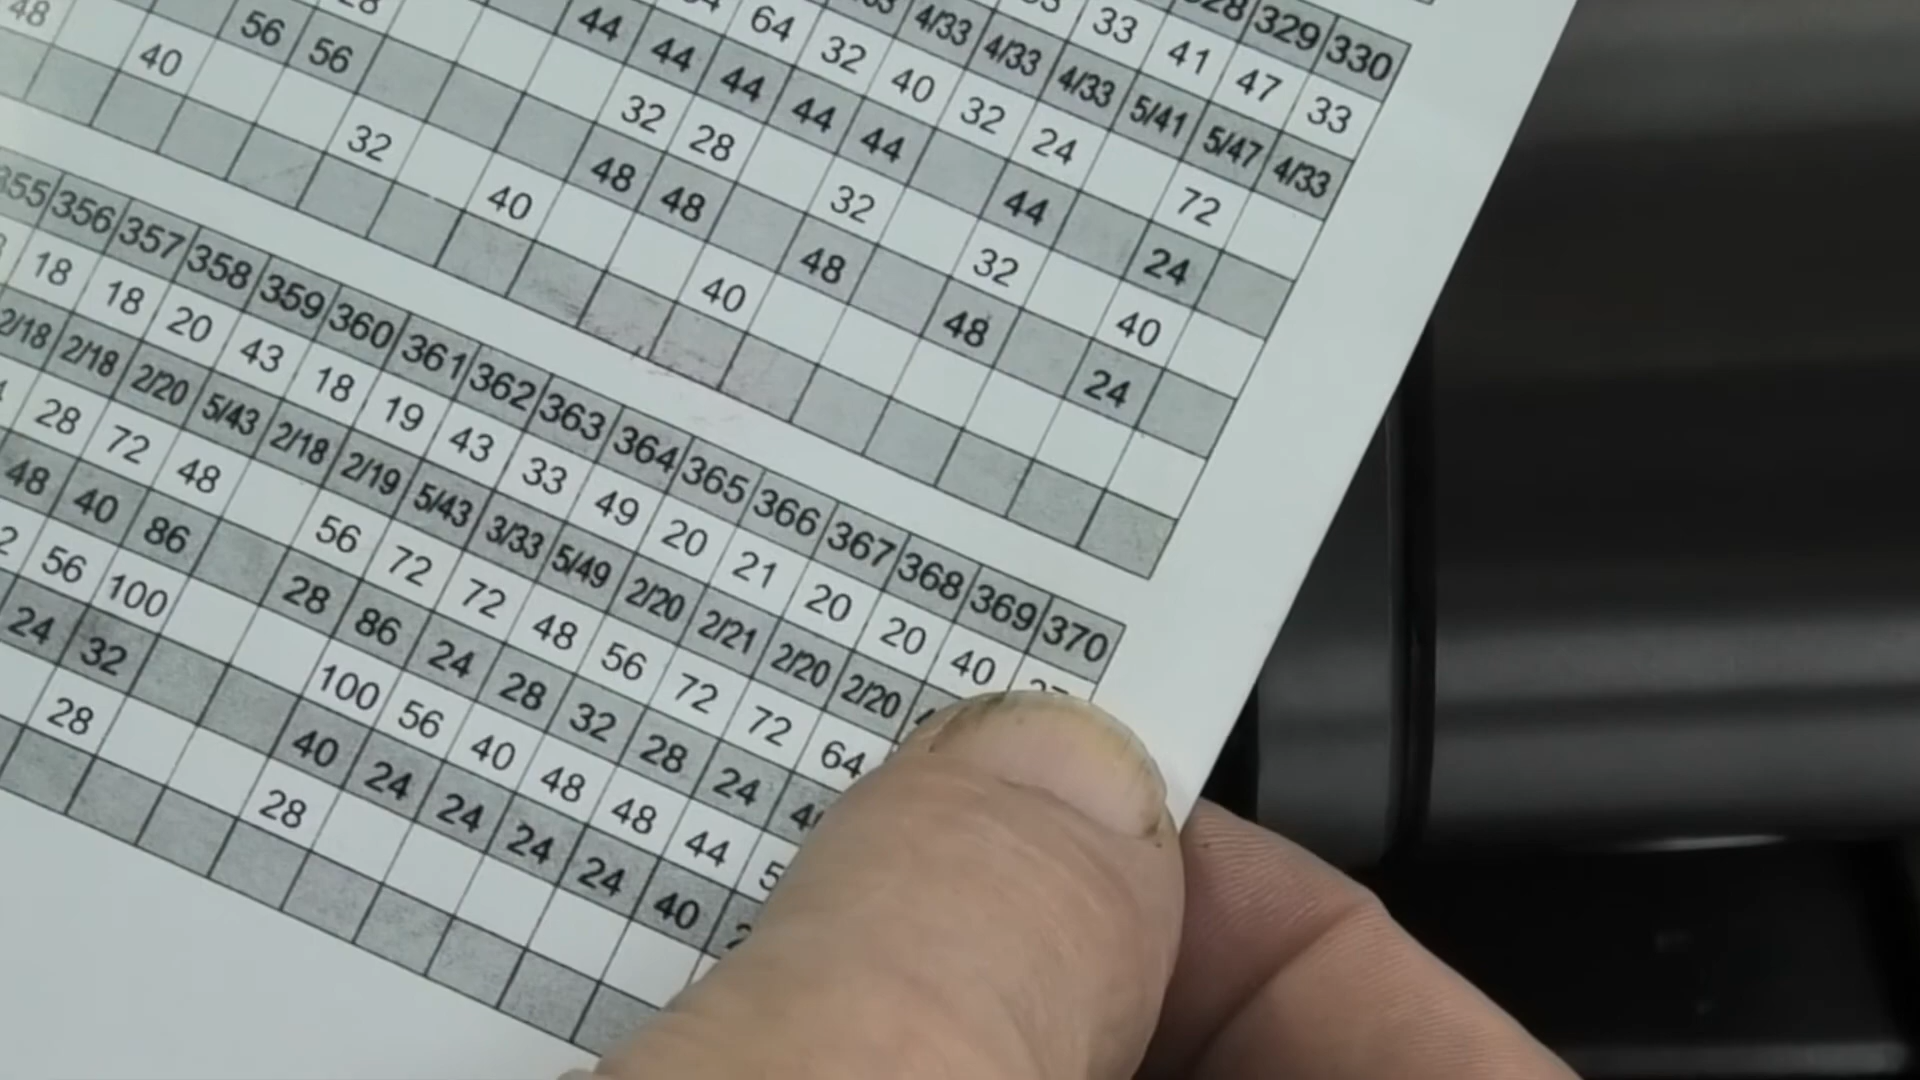 329 330
33 41 47 33
4/33 4/33 4/33 5/41 5/47 4/33
64 32 40 32 24 72
44 44 44 44 44 44 24
32 28 32 32 40
56 56 48 48 48 48 24
48 40 32 40 40
355 356 357 358 359 360 361 362 363 364 365 366 367 368 369 370
18 18 20 43 18 19 43 33 49 20 21 20 20 40
2/18 2/18 2/20 5/43 2/18 2/19 5/43 3/33 5/49 2/20 2/21 2/20 2/20
28 72 48 56 72 72 48 56 72 72 64
48 40 86 28 86 24 28 32 28 24
56 100 100 56 40 48 48 44
24 32 40 24 24 24 24 40
28 28